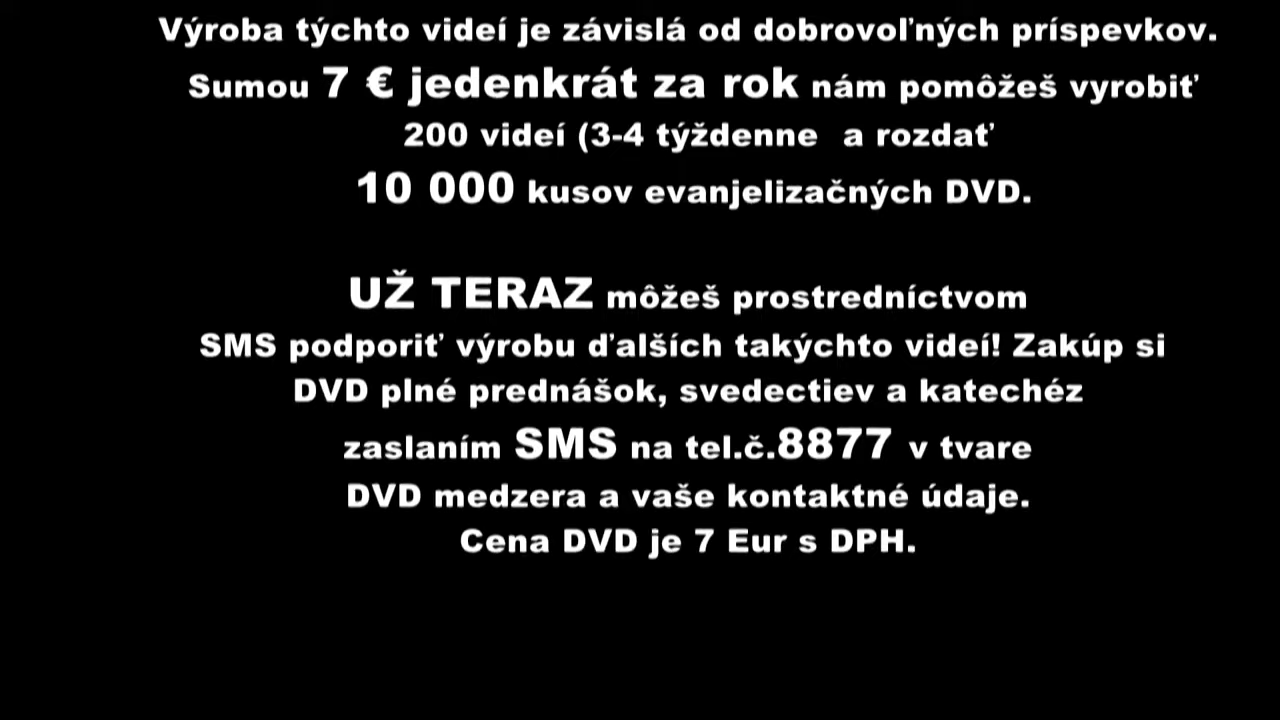 Výroba týchto videí je závislá od dobrovoľných príspevkov.
Sumou 7 € jedenkrát za rok nám pomôžeš vyrobiť
200 videí (3-4 týždenne a rozdať
10 000 kusov evanjelizačných DVD.
UŽ TERAZ môžeš prostredníctvom
SMS podporiť výrobu ďalších takýchto videí! Zakúp si
DVD plné prednášok, svedectiev a katechéz
zaslaním SMS na tel.č.8877 v tvare
DVD medzera a vaše kontaktné údaje.
Cena DVD je 7 Eur s DPH.